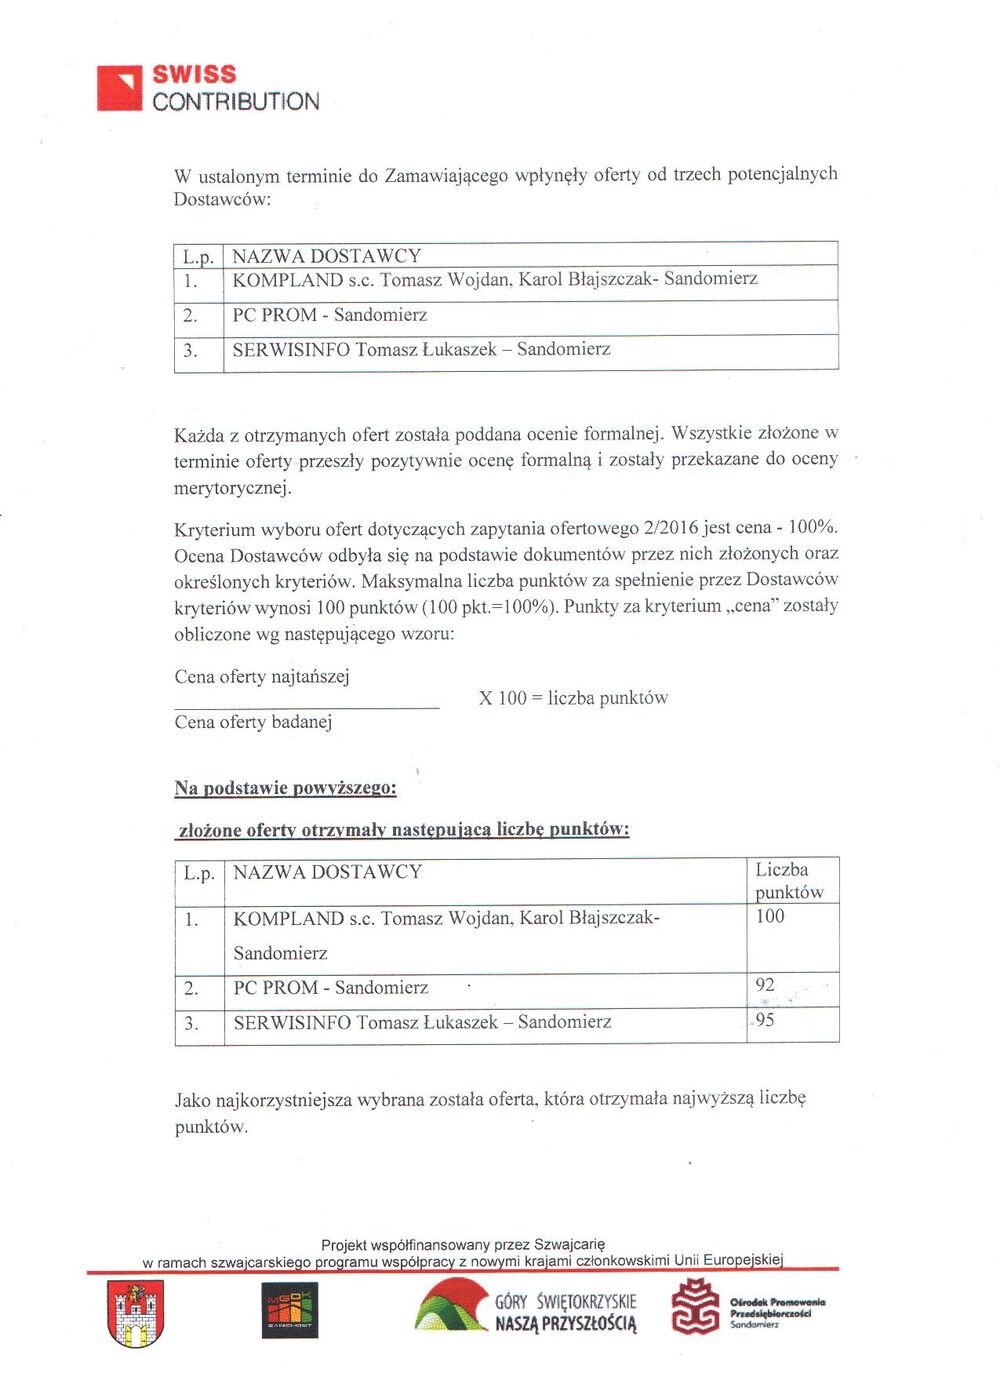 SWISS
CONTRIBUTION
W ustalonym terminie do Zamawiającego wpłynęły oferty od trzech potencjalnych
Dostawców:
L.p. NAZWA DOSTAWCY
1. KOMPLAND s.c. Tomasz Wojdan, Karol Błajszczak- Sandomierz
2. PC PROM - Sandomierz
3. SERWISINFO Tomasz Łukaszek – Sandomierz
Każda z otrzymanych ofert została poddana ocenie formalnej. Wszystkie złożone w
terminie oferty przeszły pozytywnie ocenę formalną i zostały przekazane do oceny
merytorycznej.
Kryterium wyboru ofert dotyczących zapytania ofertowego 2/2016 jest cena - 100%.
Ocena Dostawców odbyła się na podstawie dokumentów przez nich złożonych oraz
określonych kryteriów. Maksymalna liczba punktów za spełnienie przez Dostawców
kryteriów wynosi 100 punktów (100 pkt.=100%). Punkty za kryterium „cena” zostały
obliczone wg następującego wzoru:
Cena oferty najtańszej
X 100 = liczba punktów
Cena oferty badanej
Na podstawie powyższego:
złożone oferty otrzymały następującą liczbę punktów:
L.p. NAZWA DOSTAWCY Liczba
punktów
1. KOMPLAND s.c. Tomasz Wojdan, Karol Błajszczak- 100
Sandomierz
2. PC PROM - Sandomierz 92
3. SERWISINFO Tomasz Łukaszek – Sandomierz 95
Jako najkorzystniejsza wybrana została oferta, która otrzymała najwyższą liczbę
punktów.
Projekt współfinansowany przez Szwajcarię
w ramach szwajcarskiego programu współpracy z nowymi krajami członkowskimi Unii Europejskiej
MGOK
ZAWICHOST
GÓRY ŚWIĘTOKRZYSKIE
NASZĄ PRZYSZŁOŚCIĄ
Ośrodek Promowania
Przedsiębiorczości
Sandomierz